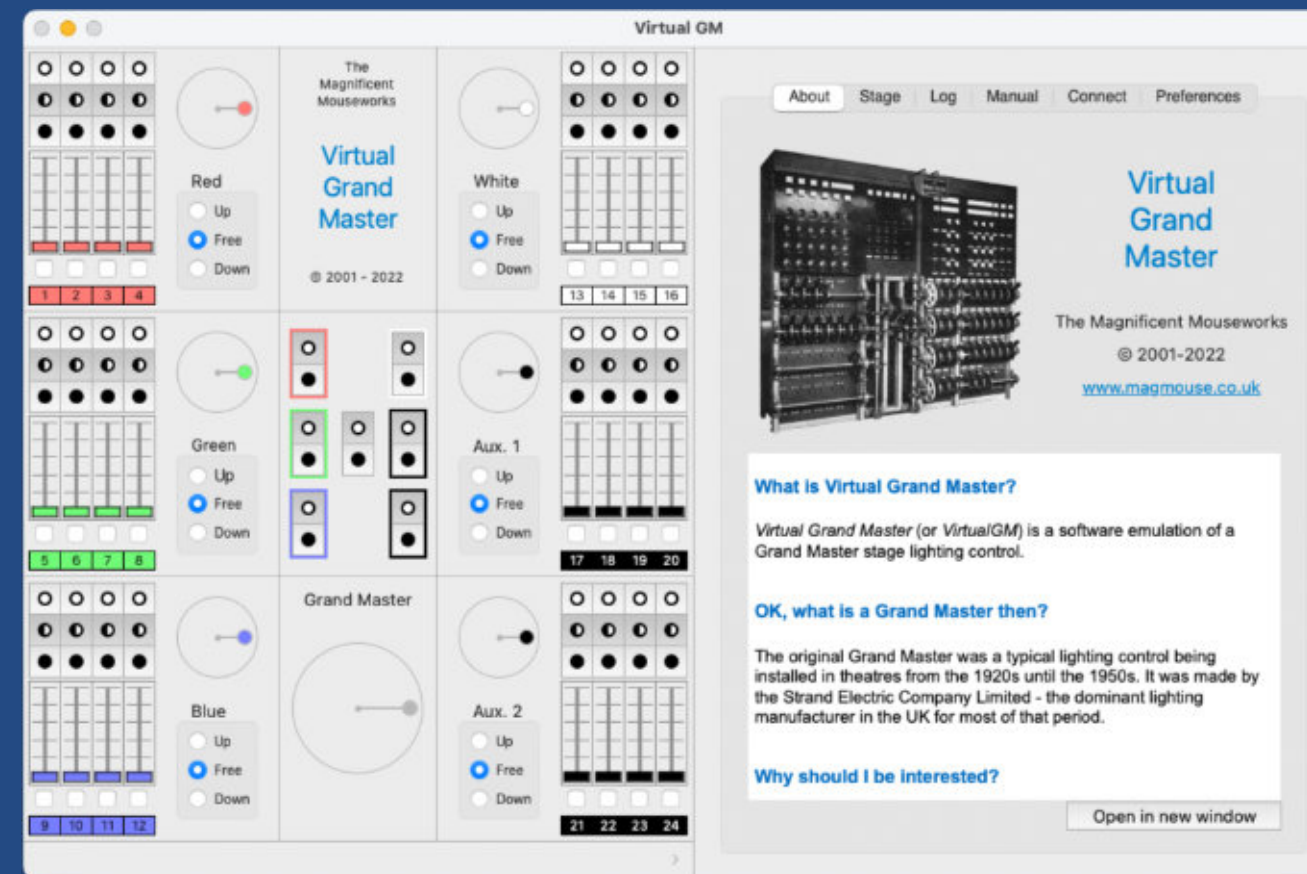 Virtual GM
The
Magnificent
Mouseworks
Virtual
Grand
Master
© 2001 - 2022
Red
Up
Free
Down
1 2 3 4
White
Up
Free
Down
13 14 15 16
Green
Up
Free
Down
5 6 7 8
Aux. 1
Up
Free
Down
17 18 19 20
Blue
Up
Free
Down
9 10 11 12
Grand Master
Aux. 2
Up
Free
Down
21 22 23 24
About Stage Log Manual Connect Preferences
Virtual
Grand
Master
The Magnificent Mouseworks
© 2001-2022
www.magmouse.co.uk
What is Virtual Grand Master?
Virtual Grand Master (or VirtualGM) is a software emulation of a
Grand Master stage lighting control.
OK, what is a Grand Master then?
The original Grand Master was a typical lighting control being
installed in theatres from the 1920s until the 1950s. It was made by
the Strand Electric Company Limited - the dominant lighting
manufacturer in the UK for most of that period.
Why should I be interested?
Open in new window